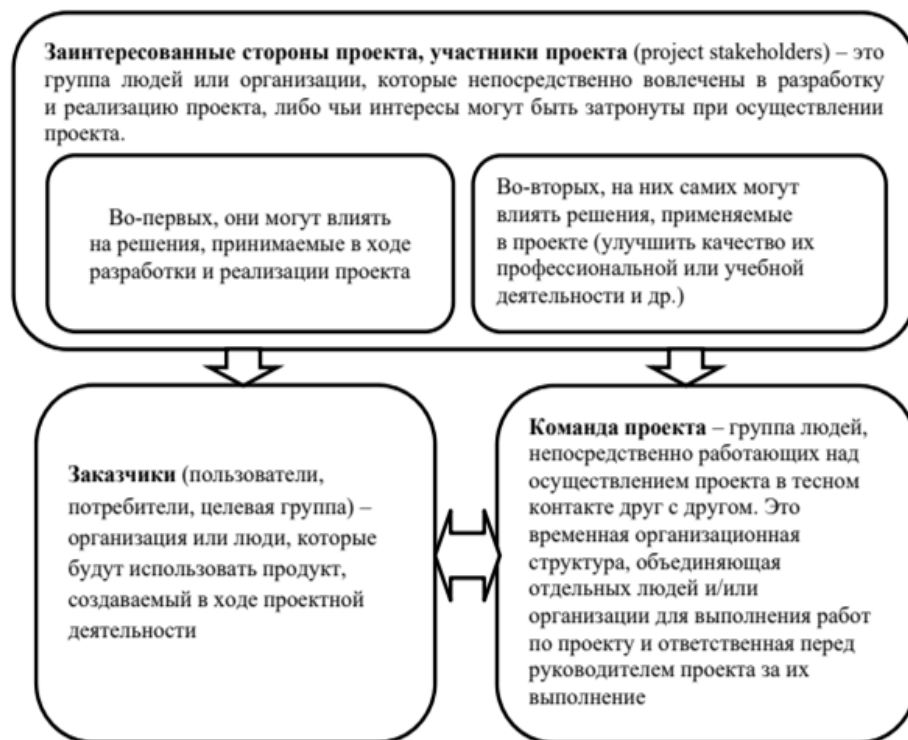 Заинтересованные стороны проекта, участники проекта (project stakeholders) – это
группа людей или организации, которые непосредственно вовлечены в разработку
и реализацию проекта, либо чьи интересы могут быть затронуты при осуществлении
проекта.
Во-первых, они могут влиять
на решения, принимаемые в ходе
разработки и реализации проекта
Во-вторых, на них самих могут
влиять решения, применяемые
в проекте (улучшить качество их
профессиональной или учебной
деятельности и др.)
Заказчики (пользователи,
потребители, целевая группа) –
организация или люди, которые
будут использовать продукт,
создаваемый в ходе проектной
деятельности
Команда проекта – группа людей,
непосредственно работающих над
осуществлением проекта в тесном
контакте друг с другом. Это
временная организационная
структура, объединяющая
отдельных людей и/или
организации для выполнения работ
по проекту и ответственная перед
руководителем проекта за их
выполнение